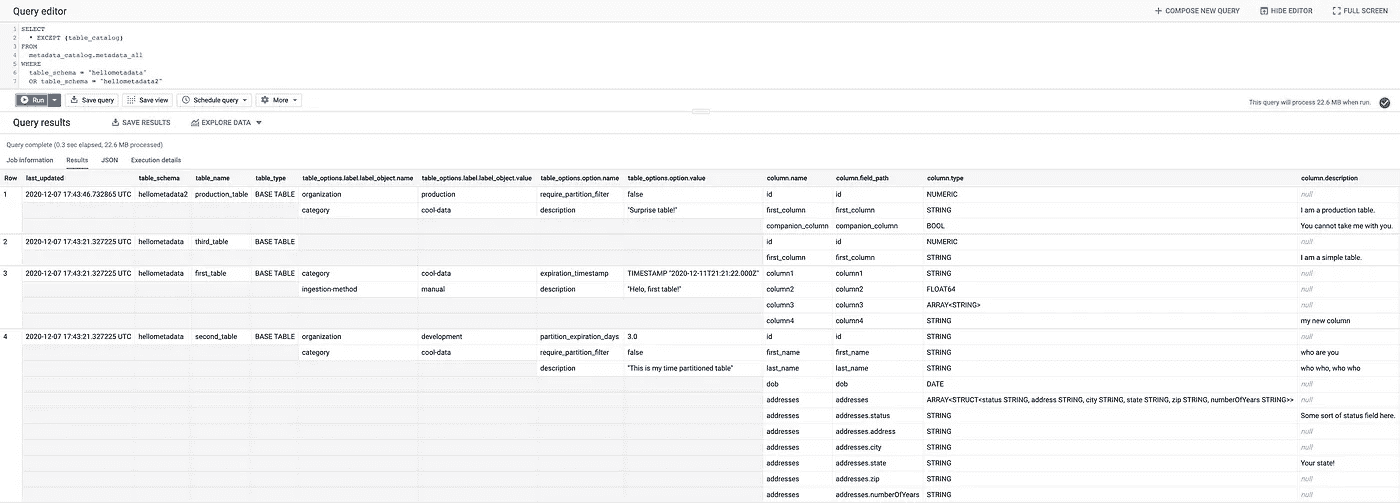 Query editor
COMPOSE NEW QUERY HIDE EDITOR FULL SCREEN
1 SELECT
2 * EXCEPT (table_catalog)
3 FROM
4 metadata_catalog.metadata_all
5 WHERE
6 table_schema = "hellometadata"
7 OR table_schema = "hellometadata2"
Run Save query Save view Schedule query More
This query will process 22.6 MB when run.
Query results SAVE RESULTS EXPLORE DATA
Query complete (0.3 sec elapsed, 22.6 MB processed)
Job information Results JSON Execution details
Row last_updated table_schema table_name table_type table_options.label.label_object.name table_options.label.label_object.value table_options.option.name table_options.option.value column.name column.field_path column.type column.description
1 2020-12-07 17:43:46.732865 UTC hellometadata2 production_table BASE TABLE organization production require_partition_filter false id id NUMERIC null
category cool-data description "Surprise table!" first_column first_column STRING I am a production table.
companion_column companion_column BOOL You cannot take me with you.
2 2020-12-07 17:43:21.327225 UTC hellometadata third_table BASE TABLE id id NUMERIC null
first_column first_column STRING I am a simple table.
3 2020-12-07 17:43:21.327225 UTC hellometadata first_table BASE TABLE category cool-data expiration_timestamp TIMESTAMP "2020-12-11T21:21:22.000Z" column1 column1 STRING null
ingestion-method manual description "Helo, first table!" column2 column2 FLOAT64 null
column3 column3 ARRAY<STRING> null
column4 column4 STRING my new column
4 2020-12-07 17:43:21.327225 UTC hellometadata second_table BASE TABLE organization development partition_expiration_days 3.0 id id STRING null
category cool-data require_partition_filter false first_name first_name STRING who are you
description "This is my time partitioned table" last_name last_name STRING who who, who who
dob dob DATE null
addresses addresses ARRAY<STRUCT<status STRING, address STRING, city STRING, state STRING, zip STRING, numberOfYears STRING>> null
addresses addresses.status STRING Some sort of status field here.
addresses addresses.address STRING null
addresses addresses.city STRING null
addresses addresses.state STRING Your state!
addresses addresses.zip STRING null
addresses addresses.numberOfYears STRING null